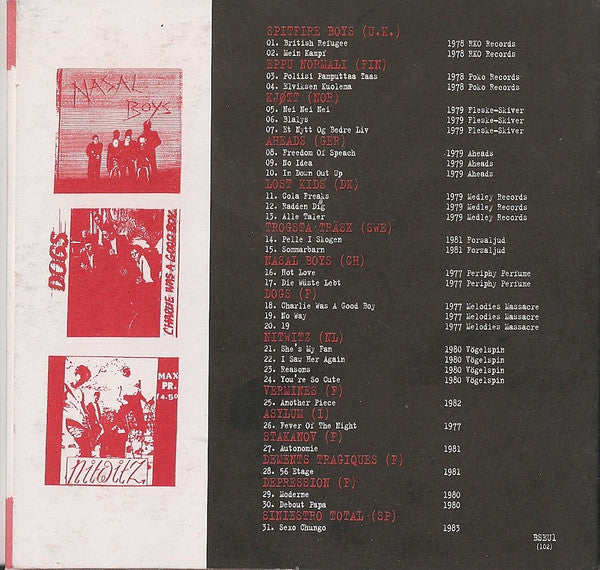 NASAL BOYS
DOGS
CHARLIE WAS A GOOD BOY
MAX
PR.
£4.50
nitwitz
SPITFIRE BOYS (U.K.)
01. British Refugee 1978 RKO Records
02. Mein Kampf 1978 RKO Records
EPPU NORMALI (FIN)
03. Poliisi Pamputtaa Taas 1978 Poko Records
04. Elviksen Kuolema 1978 Poko Records
KJØTT (NOR)
05. Nei Nei Nei 1979 Fleske-Skiver
06. Blalys 1979 Fleske-Skiver
07. Et Nytt Og Bedre Liv 1979 Fleske-Skiver
AHEADS (GER)
08. Freedom Of Speach 1979 Aheads
09. No Idea 1979 Aheads
10. In Down Out Up 1979 Aheads
LOST KIDS (DK)
11. Cola Freaks 1979 Medley Records
12. Radden Dig 1979 Medley Records
13. Alle Taler 1979 Medley Records
TROGSTA TRÄSK (SWE)
14. Pelle I Skogen 1981 Forsaljud
15. Sommarbarn 1981 Forsaljud
NASAL BOYS (CH)
16. Hot Love 1977 Periphy Perfume
17. Die Wüste Lebt 1977 Periphy Perfume
DOGS (F)
18. Charlie Was A Good Boy 1977 Melodies Massacre
19. No Way 1977 Melodies Massacre
20. 19 1977 Melodies Massacre
NITWITZ (NL)
21. She's My Fan 1980 Vögelspin
22. I Saw Her Again 1980 Vögelspin
23. Reasons 1980 Vögelspin
24. You're So Cute 1980 Vögelspin
VERMINES (F)
25. Another Piece 1982
ASYLUM (I)
26. Fever Of The Night 1977
STAKANOV (F)
27. Autonomie 1981
DEMENTS TRAGIQUES (F)
28. 56 Etage 1981
DEPRESSION (F)
29. Moderne 1980
30. Debout Papa 1980
SINIESTRO TOTAL (SP)
31. Sexo Chungo 1983
BSEU1
(102)